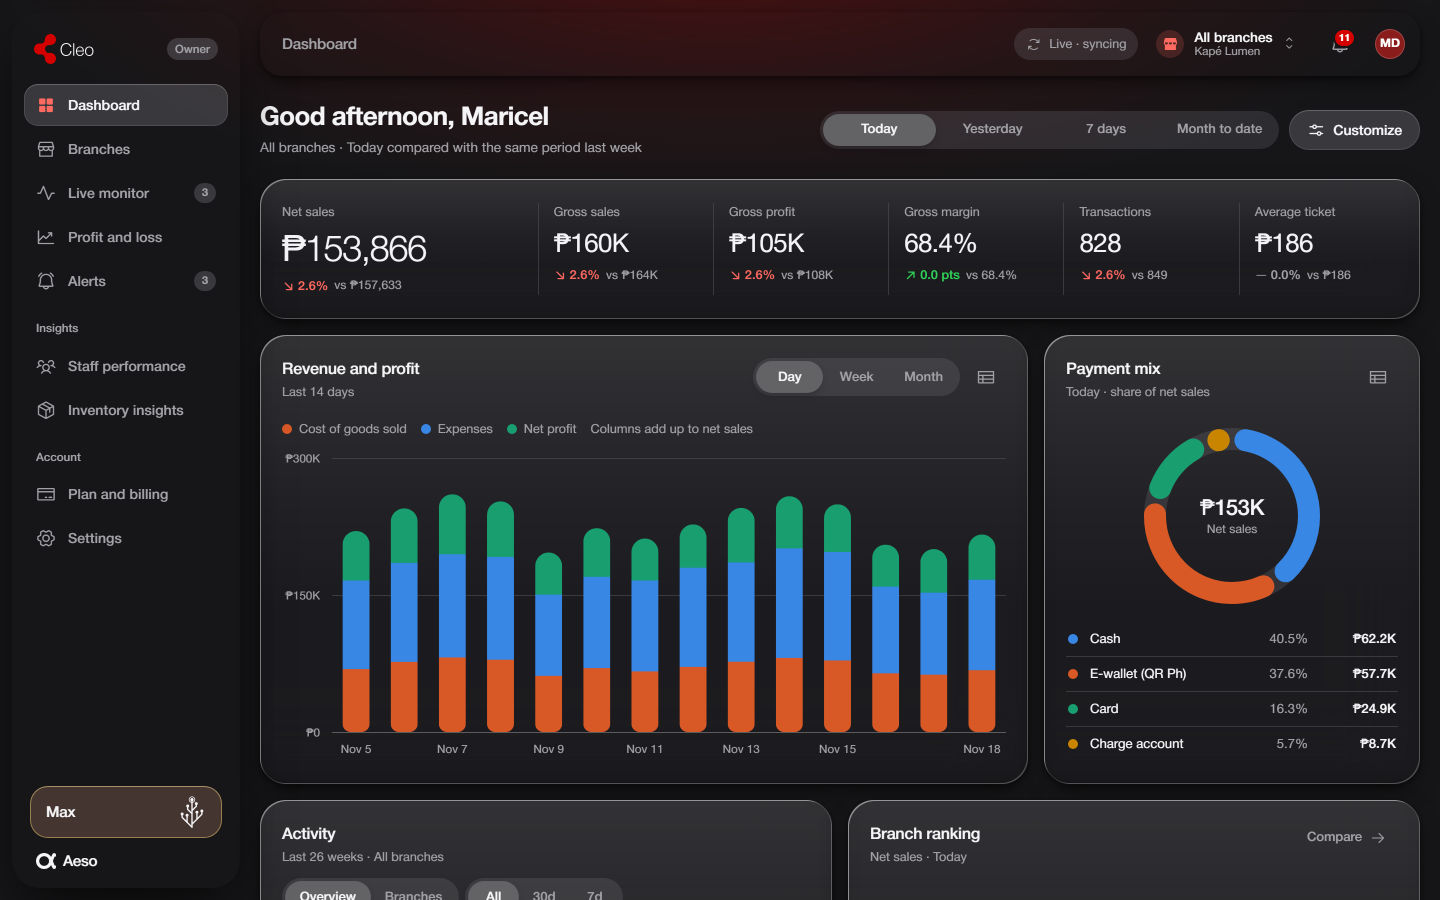 Cleo
Owner
Dashboard
Branches
Live monitor 3
Profit and loss
Alerts 3
Insights
Staff performance
Inventory insights
Account
Plan and billing
Settings
Max
Aeso
Dashboard
Live · syncing
All branches
Kapé Lumen
11
MD
Good afternoon, Maricel
All branches · Today compared with the same period last week
Today Yesterday 7 days Month to date
Customize
Net sales
₱153,866
2.6% vs ₱157,633
Gross sales
₱160K
2.6% vs ₱164K
Gross profit
₱105K
2.6% vs ₱108K
Gross margin
68.4%
0.0 pts vs 68.4%
Transactions
828
2.6% vs 849
Average ticket
₱186
0.0% vs ₱186
Revenue and profit
Last 14 days
Day Week Month
Cost of goods sold Expenses Net profit Columns add up to net sales
₱300K
₱150K
₱0
Nov 5 Nov 7 Nov 9 Nov 11 Nov 13 Nov 15 Nov 18
Payment mix
Today · share of net sales
₱153K
Net sales
Cash 40.5% ₱62.2K
E-wallet (QR Ph) 37.6% ₱57.7K
Card 16.3% ₱24.9K
Charge account 5.7% ₱8.7K
Activity
Last 26 weeks · All branches
Overview Branches All 30d 7d
Branch ranking
Net sales · Today
Compare